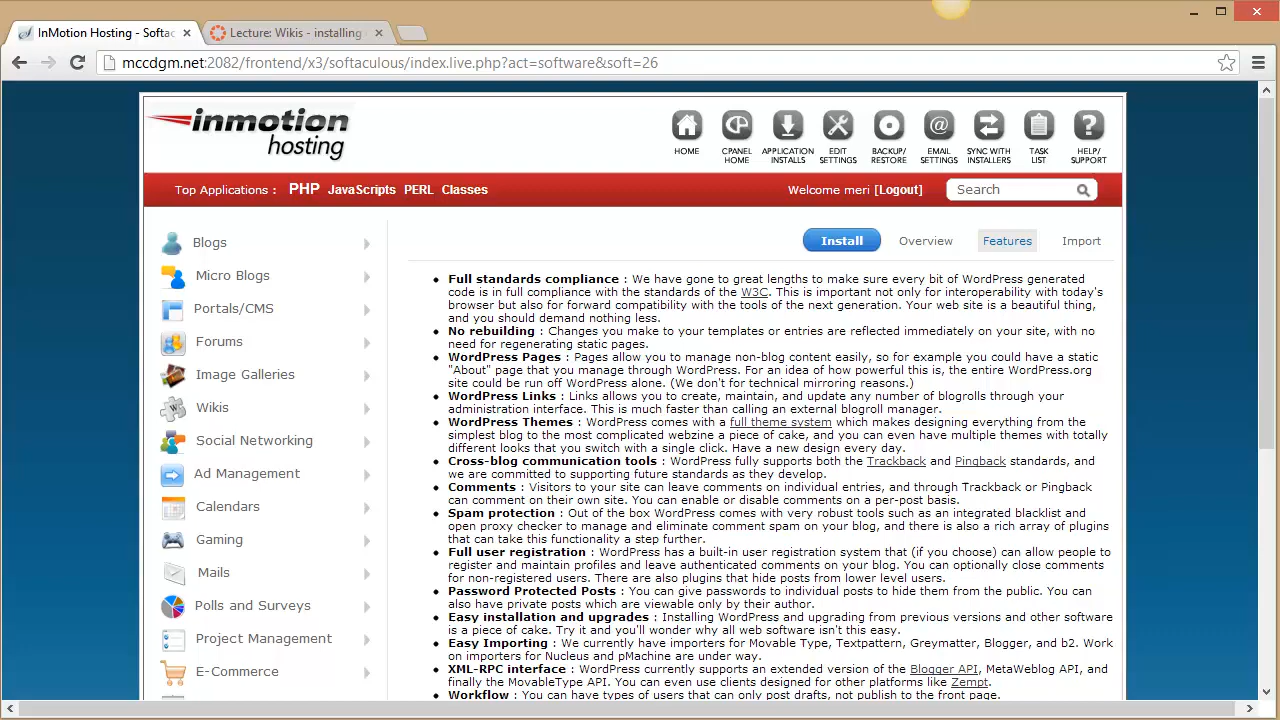 InMotion Hosting - Softac
Lecture: Wikis - installing
mccdgm.net:2082/frontend/x3/softaculous/index.live.php?act=software&soft=26
inmotion
hosting
HOME
CPANEL
HOME
APPLICATION
INSTALLS
EDIT
SETTINGS
BACKUP/
RESTORE
EMAIL
SETTINGS
SYNC WITH
INSTALLERS
TASK
LIST
HELP/
SUPPORT
Top Applications : PHP JavaScripts PERL Classes
Welcome meri [Logout]
Search
Blogs
Micro Blogs
Portals/CMS
Forums
Image Galleries
Wikis
Social Networking
Ad Management
Calendars
Gaming
Mails
Polls and Surveys
Project Management
E-Commerce
Install
Overview
Features
Import
• Full standards compliance : We have gone to great lengths to make sure every bit of WordPress generated
code is in full compliance with the standards of the W3C. This is important not only for interoperability with today's
browser but also for forward compatibility with the tools of the next generation. Your web site is a beautiful thing,
and you should demand nothing less.
• No rebuilding : Changes you make to your templates or entries are reflected immediately on your site, with no
need for regenerating static pages.
• WordPress Pages : Pages allow you to manage non-blog content easily, so for example you could have a static
"About" page that you manage through WordPress. For an idea of how powerful this is, the entire WordPress.org
site could be run off WordPress alone. (We don't for technical mirroring reasons.)
• WordPress Links : Links allows you to create, maintain, and update any number of blogrolls through your
administration interface. This is much faster than calling an external blogroll manager.
• WordPress Themes : WordPress comes with a full theme system which makes designing everything from the
simplest blog to the most complicated webzine a piece of cake, and you can even have multiple themes with totally
different looks that you switch with a single click. Have a new design every day.
• Cross-blog communication tools : WordPress fully supports both the Trackback and Pingback standards, and
we are committed to supporting future standards as they develop.
• Comments : Visitors to your site can leave comments on individual entries, and through Trackback or Pingback
can comment on their own site. You can enable or disable comments on a per-post basis.
• Spam protection : Out of the box WordPress comes with very robust tools such as an integrated blacklist and
open proxy checker to manage and eliminate comment spam on your blog, and there is also a rich array of plugins
that can take this functionality a step further.
• Full user registration : WordPress has a built-in user registration system that (if you choose) can allow people to
register and maintain profiles and leave authenticated comments on your blog. You can optionally close comments
for non-registered users. There are also plugins that hide posts from lower level users.
• Password Protected Posts : You can give passwords to individual posts to hide them from the public. You can
also have private posts which are viewable only by their author.
• Easy installation and upgrades : Installing WordPress and upgrading from previous versions and other software
is a piece of cake. Try it and you'll wonder why all web software isn't this easy.
• Easy Importing : We currently have importers for Movable Type, Textpattern, Greymatter, Blogger, and b2. Work
on importers for Nucleus and pMachine are under way.
• XML-RPC interface : WordPress currently supports an extended version of the Blogger API, MetaWeblog API, and
finally the MovableType API. You can even use clients designed for other platforms like Zempt.
• Workflow : You can have types of users that can only post drafts, not publish to the front page.